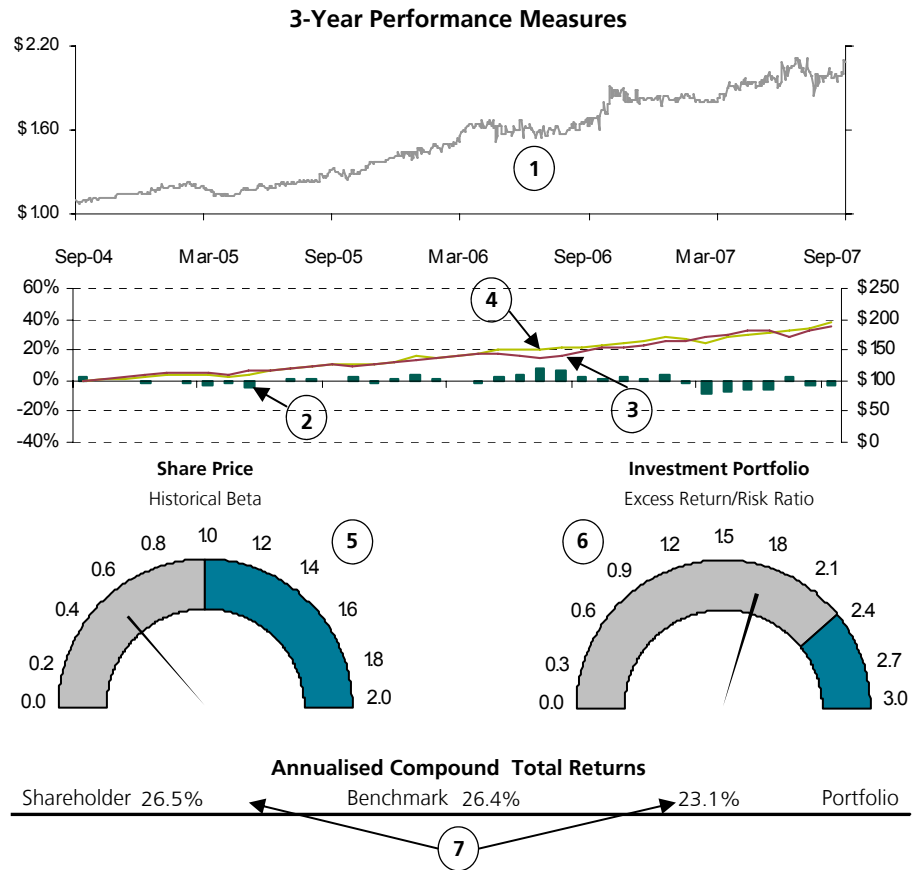 3-Year Performance Measures
$2.20
$1.60
$1.00
1
Sep-04 Mar-05 Sep-05 Mar-06 Sep-06 Mar-07 Sep-07
60% $250
4
40% $200
20% $150
0% $100
-20% $50
2 3
-40% $0
Share Price Investment Portfolio
Historical Beta Excess Return/Risk Ratio
5 6
0.0 0.2 0.4 0.6 0.8 1.0 1.2 1.4 1.6 1.8 2.0
0.0 0.3 0.6 0.9 1.2 1.5 1.8 2.1 2.4 2.7 3.0
Annualised Compound Total Returns
Shareholder 26.5% Benchmark 26.4% 23.1% Portfolio
7